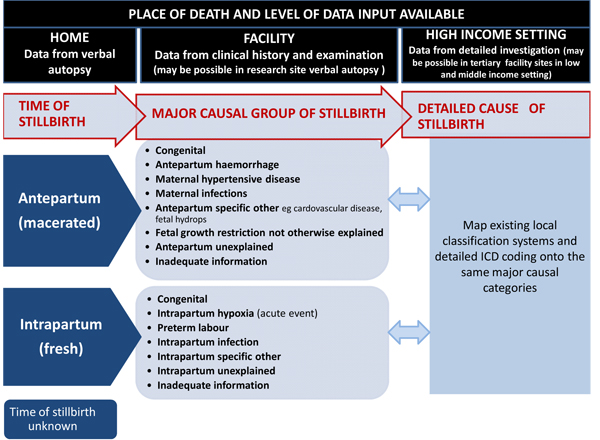 PLACE OF DEATH AND LEVEL OF DATA INPUT AVAILABLE
HOME
Data from verbal
autopsy
FACILITY
Data from clinical history and examination
(may be possible in research site verbal autopsy )
HIGH INCOME SETTING
Data from detailed investigation (may
be possible in tertiary facility sites in low
and middle income setting)
TIME OF
STILLBIRTH
MAJOR CAUSAL GROUP OF STILLBIRTH
DETAILED CAUSE OF
STILLBIRTH
Antepartum
(macerated)
• Congenital
• Antepartum haemorrhage
• Maternal hypertensive disease
• Maternal infections
• Antepartum specific other eg cardiovascular disease,
fetal hydrops
• Fetal growth restriction not otherwise explained
• Antepartum unexplained
• Inadequate information
Map existing local
classification systems and
detailed ICD coding onto the
same major causal
categories
Intrapartum
(fresh)
• Congenital
• Intrapartum hypoxia (acute event)
• Preterm labour
• Intrapartum infection
• Intrapartum specific other
• Intrapartum unexplained
• Inadequate information
Time of stillbirth
unknown